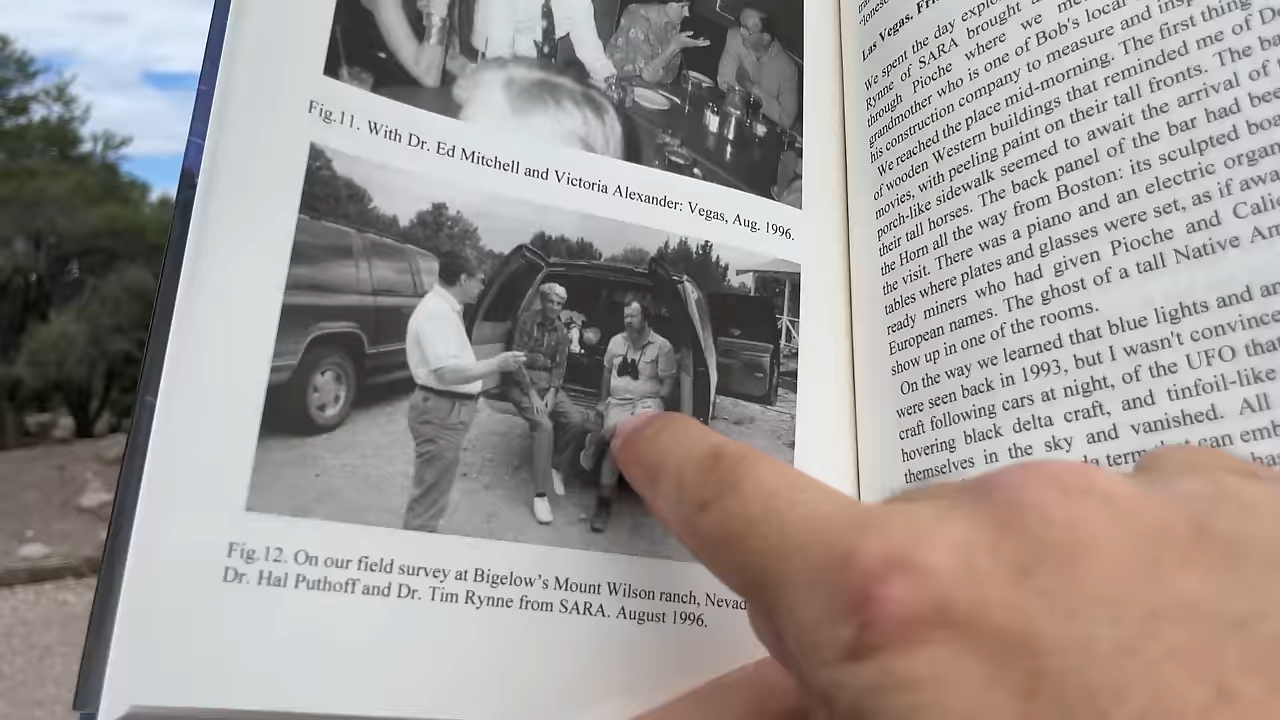 Fig.11. With Dr. Ed Mitchell and Victoria Alexander: Vegas, Aug. 1996.
Fig.12. On our field survey at Bigelow's Mount Wilson ranch, Nevad
Dr. Hal Puthoff and Dr. Tim Rynne from SARA. August 1996.
Las Vegas.
We spent the day
Rynne of SARA brought
through Pioche where we
grandmother who is one of Bob's local
his construction company to measure and
We reached the place mid-morning. The first thing
of wooden Western buildings that reminded me of
movies, with peeling paint on their tall fronts. The
porch-like sidewalk seemed to await the arrival of
their tall horses. The back panel of the bar had
the Horn all the way from Boston: its sculpted
the visit. There was a piano and an electric
tables where plates and glasses were set, as if
ready miners who had given Pioche and
European names. The ghost of a tall Native
show up in one of the rooms.
On the way we learned that blue lights and
were seen back in 1993, but I wasn't
craft following cars at night, of the UFO
hovering black delta craft, and tinfoil-like
themselves in the sky and vanished. All
can